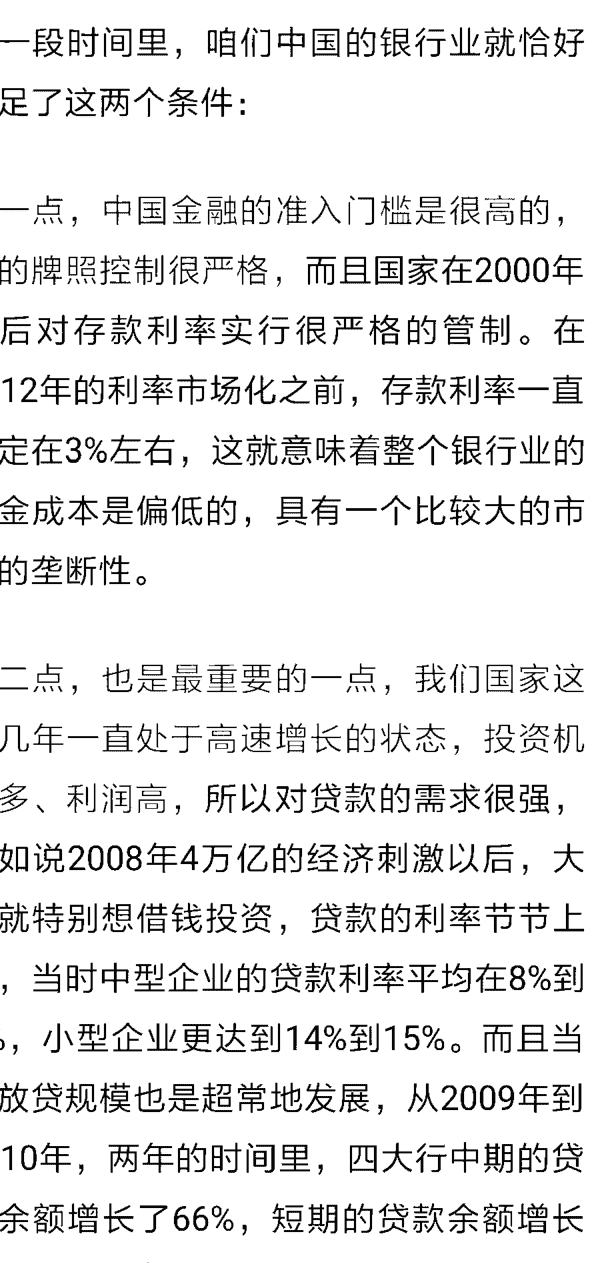 一段时间里，咱们中国的银行业就恰好
足了这两个条件：
一点，中国金融的准入门槛是很高的，
的牌照控制很严格，而且国家在2000年
后对存款利率实行很严格的管制。在
12年的利率市场化之前，存款利率一直
定在3%左右，这就意味着整个银行业的
金成本是偏低的，具有一个比较大的市
的垄断性。
二点，也是最重要的一点，我们国家这
几年一直处于高速增长的状态，投资机
多、利润高，所以对贷款的需求很强，
如说2008年4万亿的经济刺激以后，大
就特别想借钱投资，贷款的利率节节上
，当时中型企业的贷款利率平均在8%到
%，小型企业更达到14%到15%。而且当
放贷规模也是超常地发展，从2009年到
10年，两年的时间里，四大行中期的贷
余额增长了66%，短期的贷款余额增长